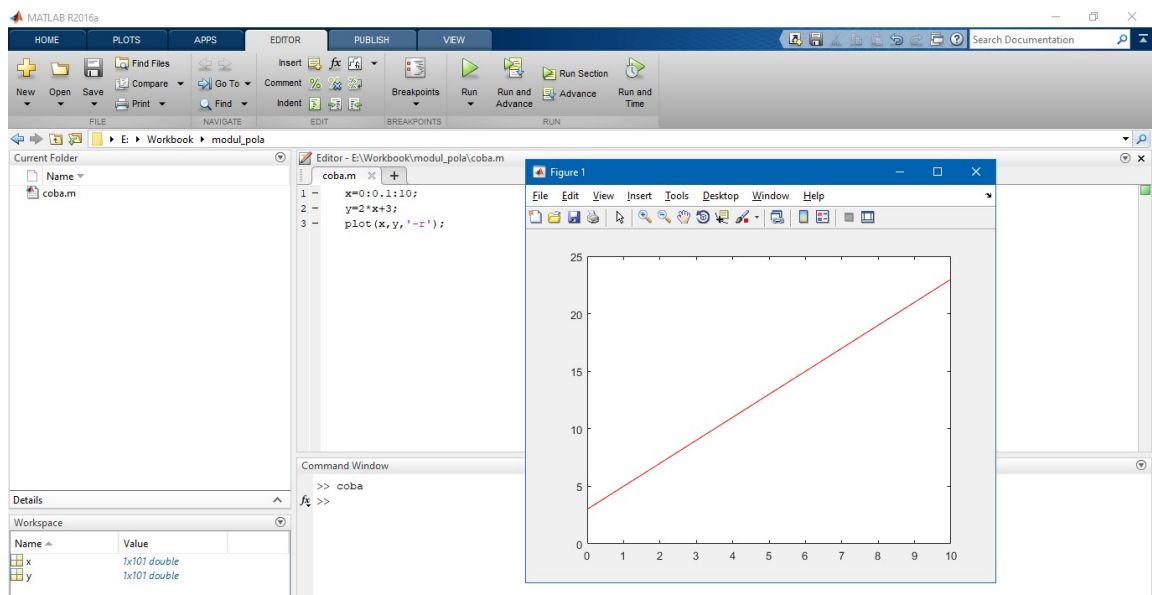 MATLAB R2016a
HOME PLOTS APPS EDITOR PUBLISH VIEW Search Documentation
New Open Save Find Files Compare Print Go To Find Insert fx Comment Indent Breakpoints Run Run and Advance Run Section Advance Run and Time
FILE NAVIGATE EDIT BREAKPOINTS RUN
E: Workbook modul_pola
Current Folder
Name
coba.m
Editor - E:\Workbook\modul_pola\coba.m
coba.m
1 - x=0:0.1:10;
2 - y=2*x+3;
3 - plot(x,y,'-r');
Figure 1
File Edit View Insert Tools Desktop Window Help
25
20
15
10
5
0
0 1 2 3 4 5 6 7 8 9 10
Command Window
>> coba
fx >>
Details
Workspace
Name Value
x 1x101 double
y 1x101 double